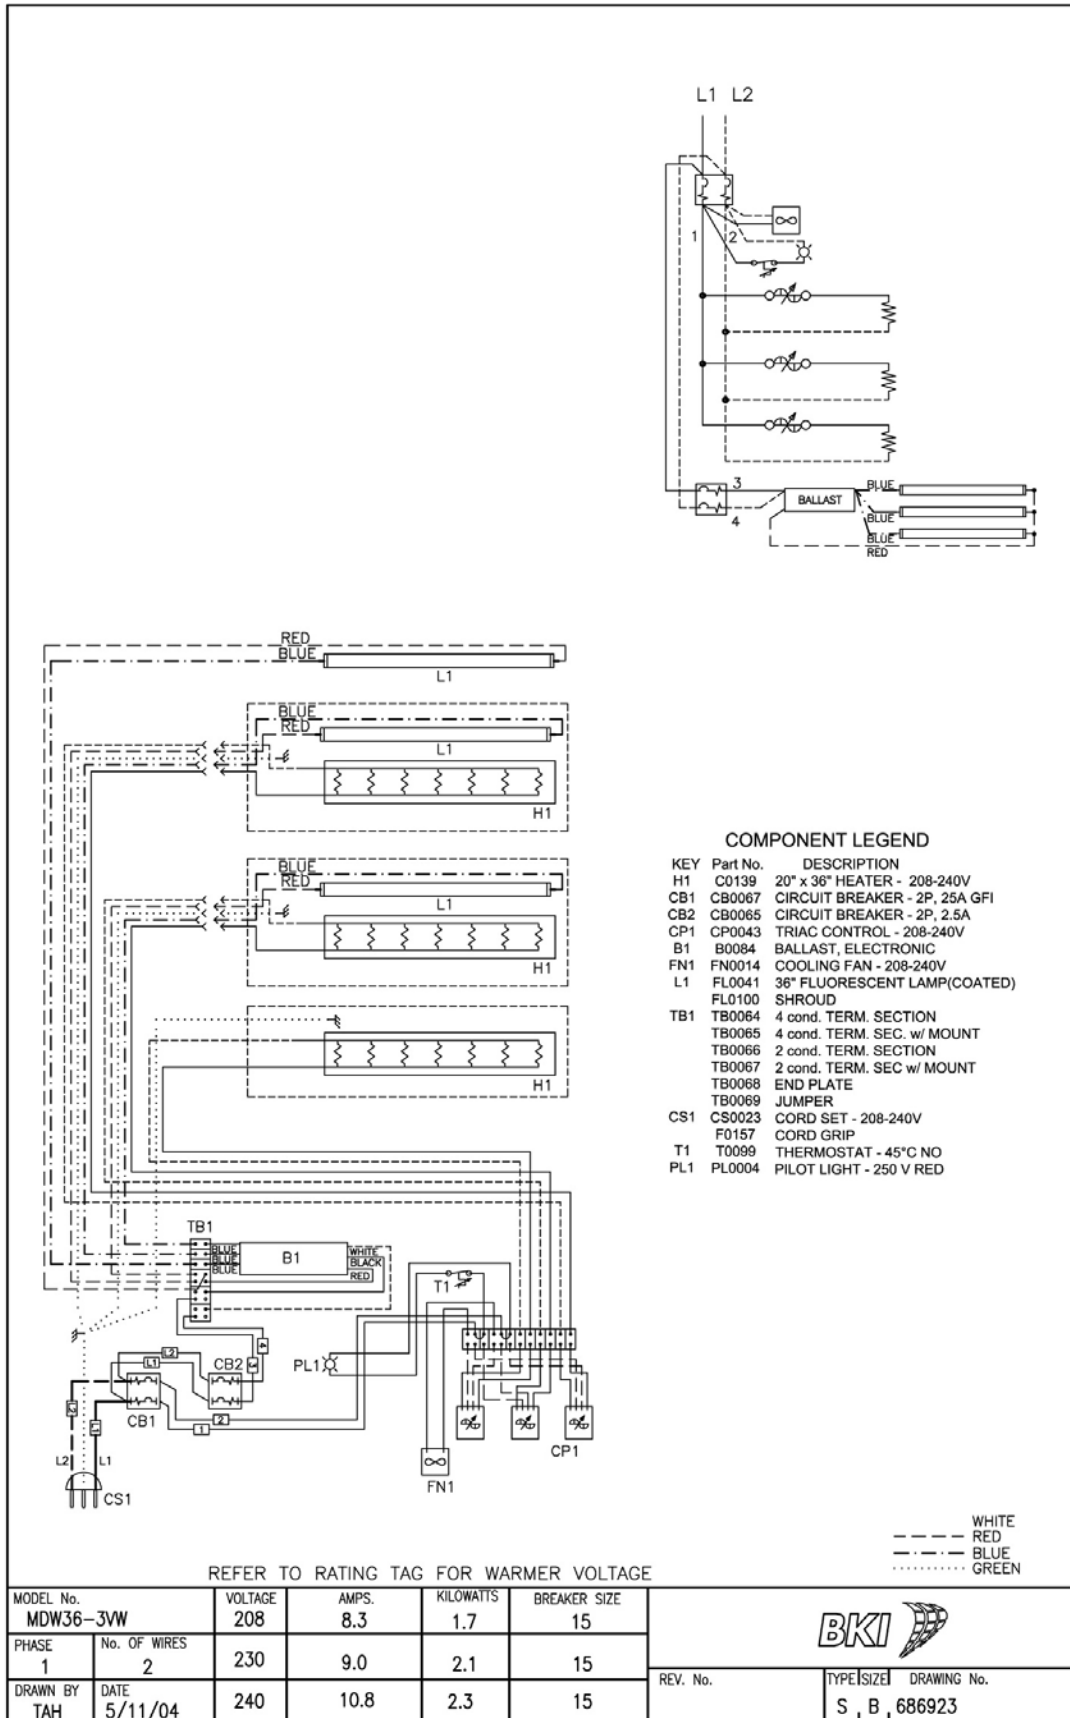 L1 L2
1 2
3
4
BALLAST
BLUE
BLUE
BLUE
RED
RED
BLUE
L1
BLUE
RED
L1
H1
BLUE
RED
L1
H1
H1
COMPONENT LEGEND
KEY Part No. DESCRIPTION
H1 C0139 20" x 36" HEATER - 208-240V
CB1 CB0067 CIRCUIT BREAKER - 2P, 25A GFI
CB2 CB0065 CIRCUIT BREAKER - 2P, 2.5A
CP1 CP0043 TRIAC CONTROL - 208-240V
B1 B0084 BALLAST, ELECTRONIC
FN1 FN0014 COOLING FAN - 208-240V
L1 FL0041 36" FLUORESCENT LAMP(COATED)
FL0100 SHROUD
TB1 TB0064 4 cond. TERM. SECTION
TB0065 4 cond. TERM. SEC. w/ MOUNT
TB0066 2 cond. TERM. SECTION
TB0067 2 cond. TERM. SEC w/ MOUNT
TB0068 END PLATE
TB0069 JUMPER
CS1 CS0023 CORD SET - 208-240V
F0157 CORD GRIP
T1 T0099 THERMOSTAT - 45°C NO
PL1 PL0004 PILOT LIGHT - 250 V RED
TB1
BLUE
BLUE
BLUE
B1
WHITE
BLACK
RED
T1
4
3
L2
L1
CB2
PL1
CB1
2
1
L2
L1
L2 L1
CS1
FN1
CP1
WHITE
RED
BLUE
GREEN
REFER TO RATING TAG FOR WARMER VOLTAGE
MODEL No. VOLTAGE AMPS. KILOWATTS BREAKER SIZE
MDW36-3VW 208 8.3 1.7 15
BKI
PHASE No. OF WIRES
1 2 230 9.0 2.1 15
REV. No. TYPE SIZE DRAWING No.
DRAWN BY DATE
TAH 5/11/04 240 10.8 2.3 15
S B 686923